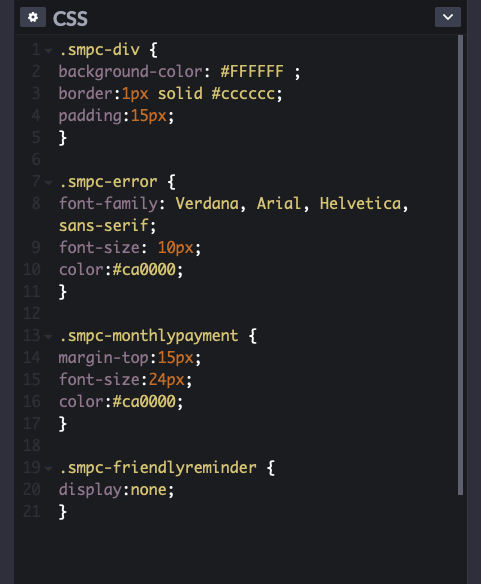 CSS
1 .smpc-div {
2 background-color: #FFFFFF ;
3 border:1px solid #cccccc;
4 padding:15px;
5 }
6
7 .smpc-error {
8 font-family: Verdana, Arial, Helvetica,
sans-serif;
9 font-size: 10px;
10 color:#ca0000;
11 }
12
13 .smpc-monthlypayment {
14 margin-top:15px;
15 font-size:24px;
16 color:#ca0000;
17 }
18
19 .smpc-friendlyreminder {
20 display:none;
21 }